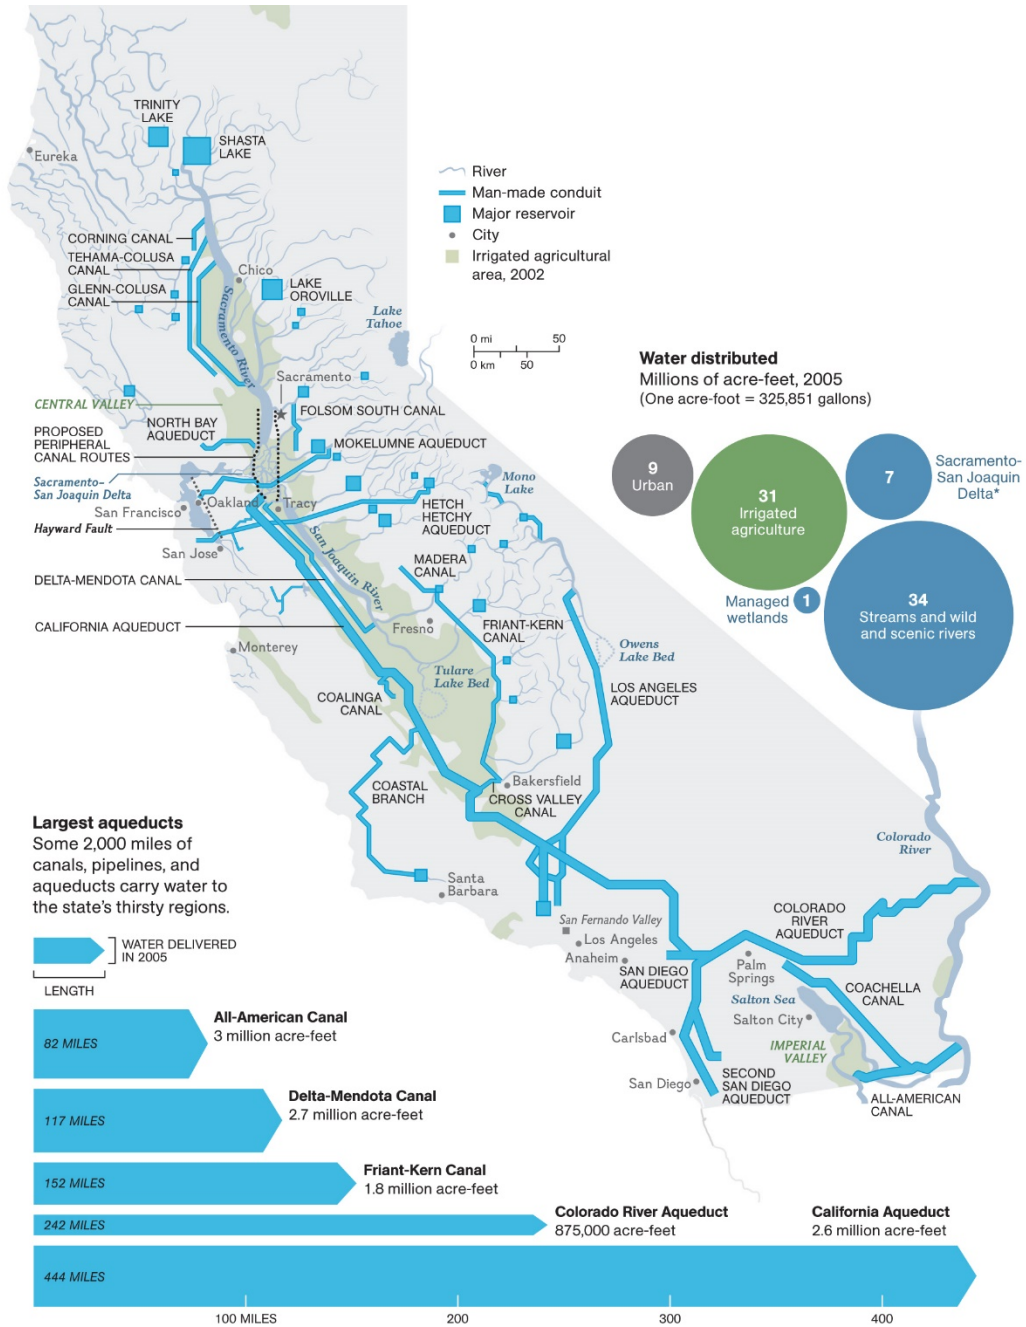 TRINITY
LAKE
SHASTA
LAKE
Eureka
River
Man-made conduit
Major reservoir
City
Irrigated agricultural
area, 2002
CORNING CANAL
TEHAMA-COLUSA
CANAL
GLENN-COLUSA
CANAL
Chico
LAKE
OROVILLE
Sacramento River
Lake
Tahoe
0 mi 50
0 km 50
Water distributed
Millions of acre-feet, 2005
(One acre-foot = 325,851 gallons)
Sacramento
CENTRAL VALLEY
NORTH BAY
AQUEDUCT
FOLSOM SOUTH CANAL
PROPOSED
PERIPHERAL
CANAL ROUTES
MOKELUMNE AQUEDUCT
Sacramento–
San Joaquin Delta
Mono
Lake
9
Urban
31
Irrigated
agriculture
7
Sacramento-
San Joaquin
Delta*
Managed
wetlands
1
34
Streams and wild
and scenic rivers
San Francisco
Oakland
Tracy
HETCH
HETCHY
AQUEDUCT
Hayward Fault
San Jose
San Joaquin River
MADERA
CANAL
DELTA-MENDOTA CANAL
CALIFORNIA AQUEDUCT
Fresno
FRIANT-KERN
CANAL
Monterey
Owens
Lake Bed
Tulare
Lake Bed
LOS ANGELES
AQUEDUCT
COALINGA
CANAL
COASTAL
BRANCH
Bakersfield
CROSS VALLEY
CANAL
Colorado
River
Santa
Barbara
San Fernando Valley
Los Angeles
Anaheim
SAN DIEGO
AQUEDUCT
COLORADO
RIVER
AQUEDUCT
Palm
Springs
COACHELLA
CANAL
Salton Sea
Salton City
Carlsbad
IMPERIAL
VALLEY
San Diego
SECOND
SAN DIEGO
AQUEDUCT
ALL-AMERICAN
CANAL
Largest aqueducts
Some 2,000 miles of
canals, pipelines, and
aqueducts carry water to
the state's thirsty regions.
WATER DELIVERED
IN 2005
LENGTH
All-American Canal
3 million acre-feet
82 MILES
Delta-Mendota Canal
2.7 million acre-feet
117 MILES
Friant-Kern Canal
1.8 million acre-feet
152 MILES
Colorado River Aqueduct
875,000 acre-feet
242 MILES
California Aqueduct
2.6 million acre-feet
444 MILES
100 MILES 200 300 400